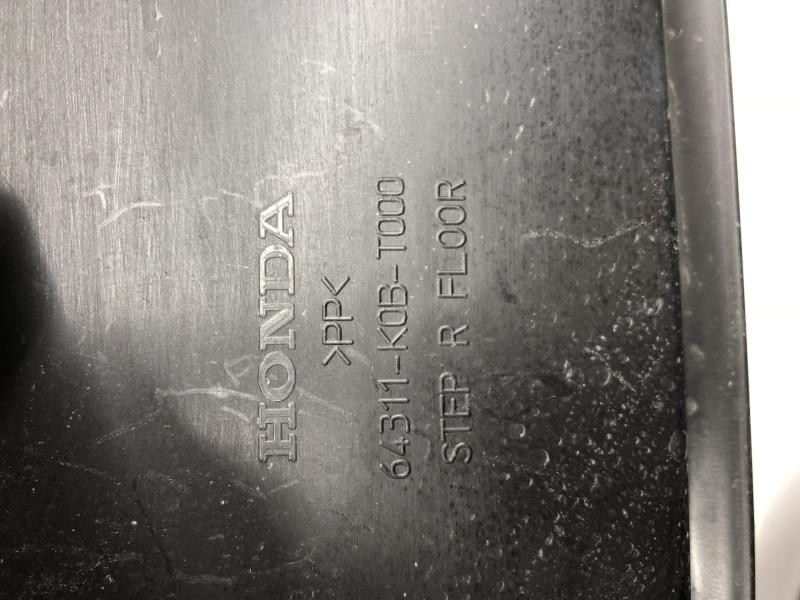 HONDA
>PP<
64311-K0B-T000
STEP R FLOOR